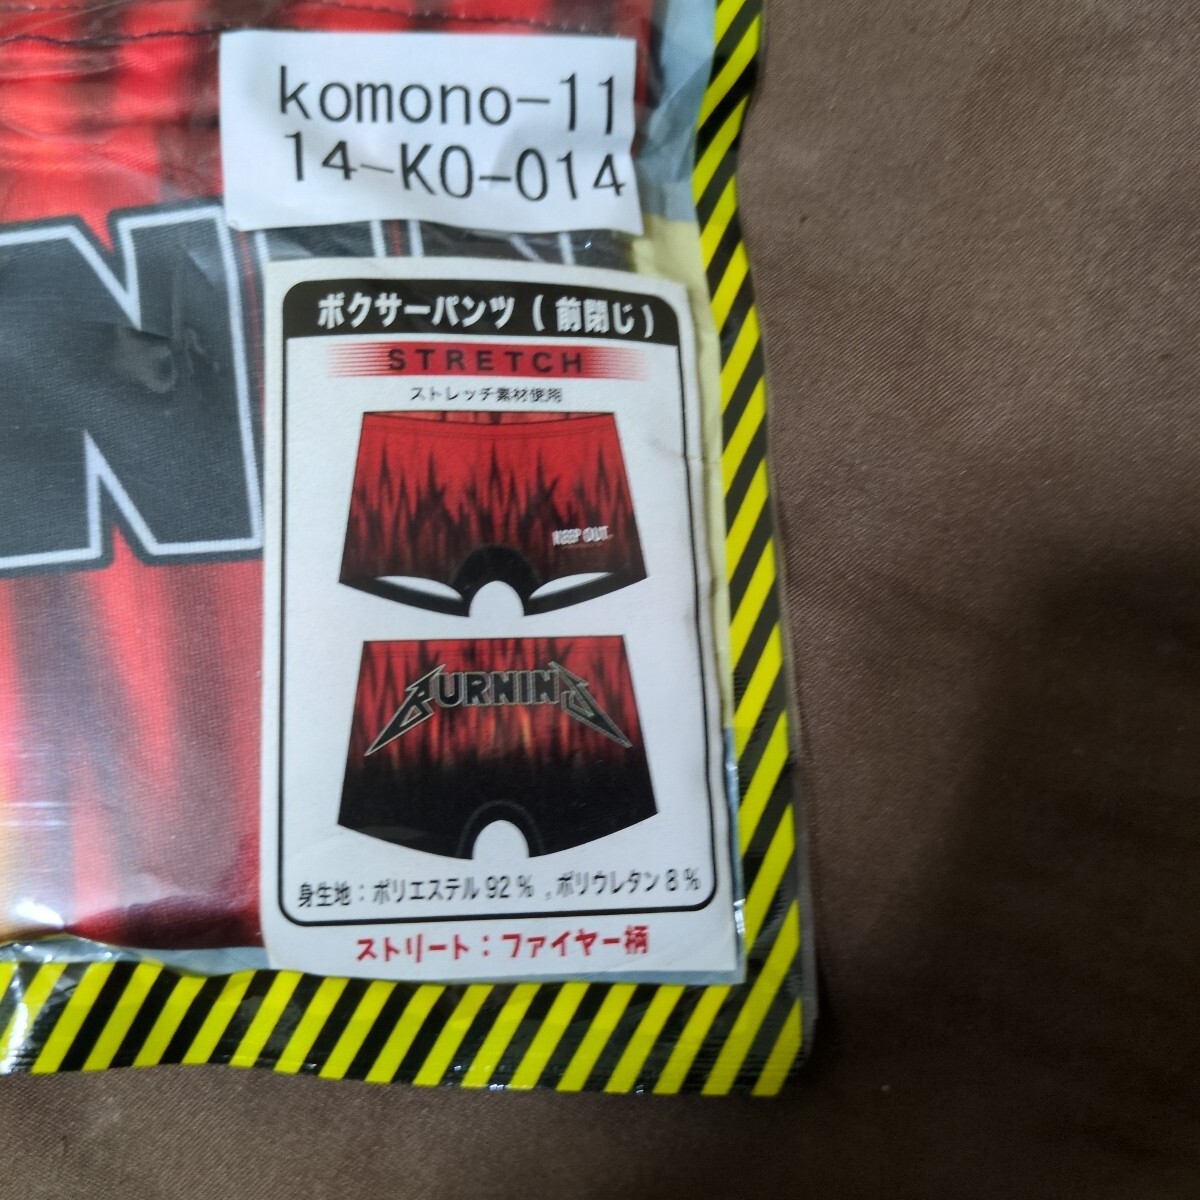 komono-11
14-KO-014
ボクサーパンツ ( 前閉じ )
STRETCH
ストレッチ素材使用
KEEP OUT
BURNING
身生地 : ポリエステル 92 % , ポリウレタン 8 %
ストリート : ファイヤー柄